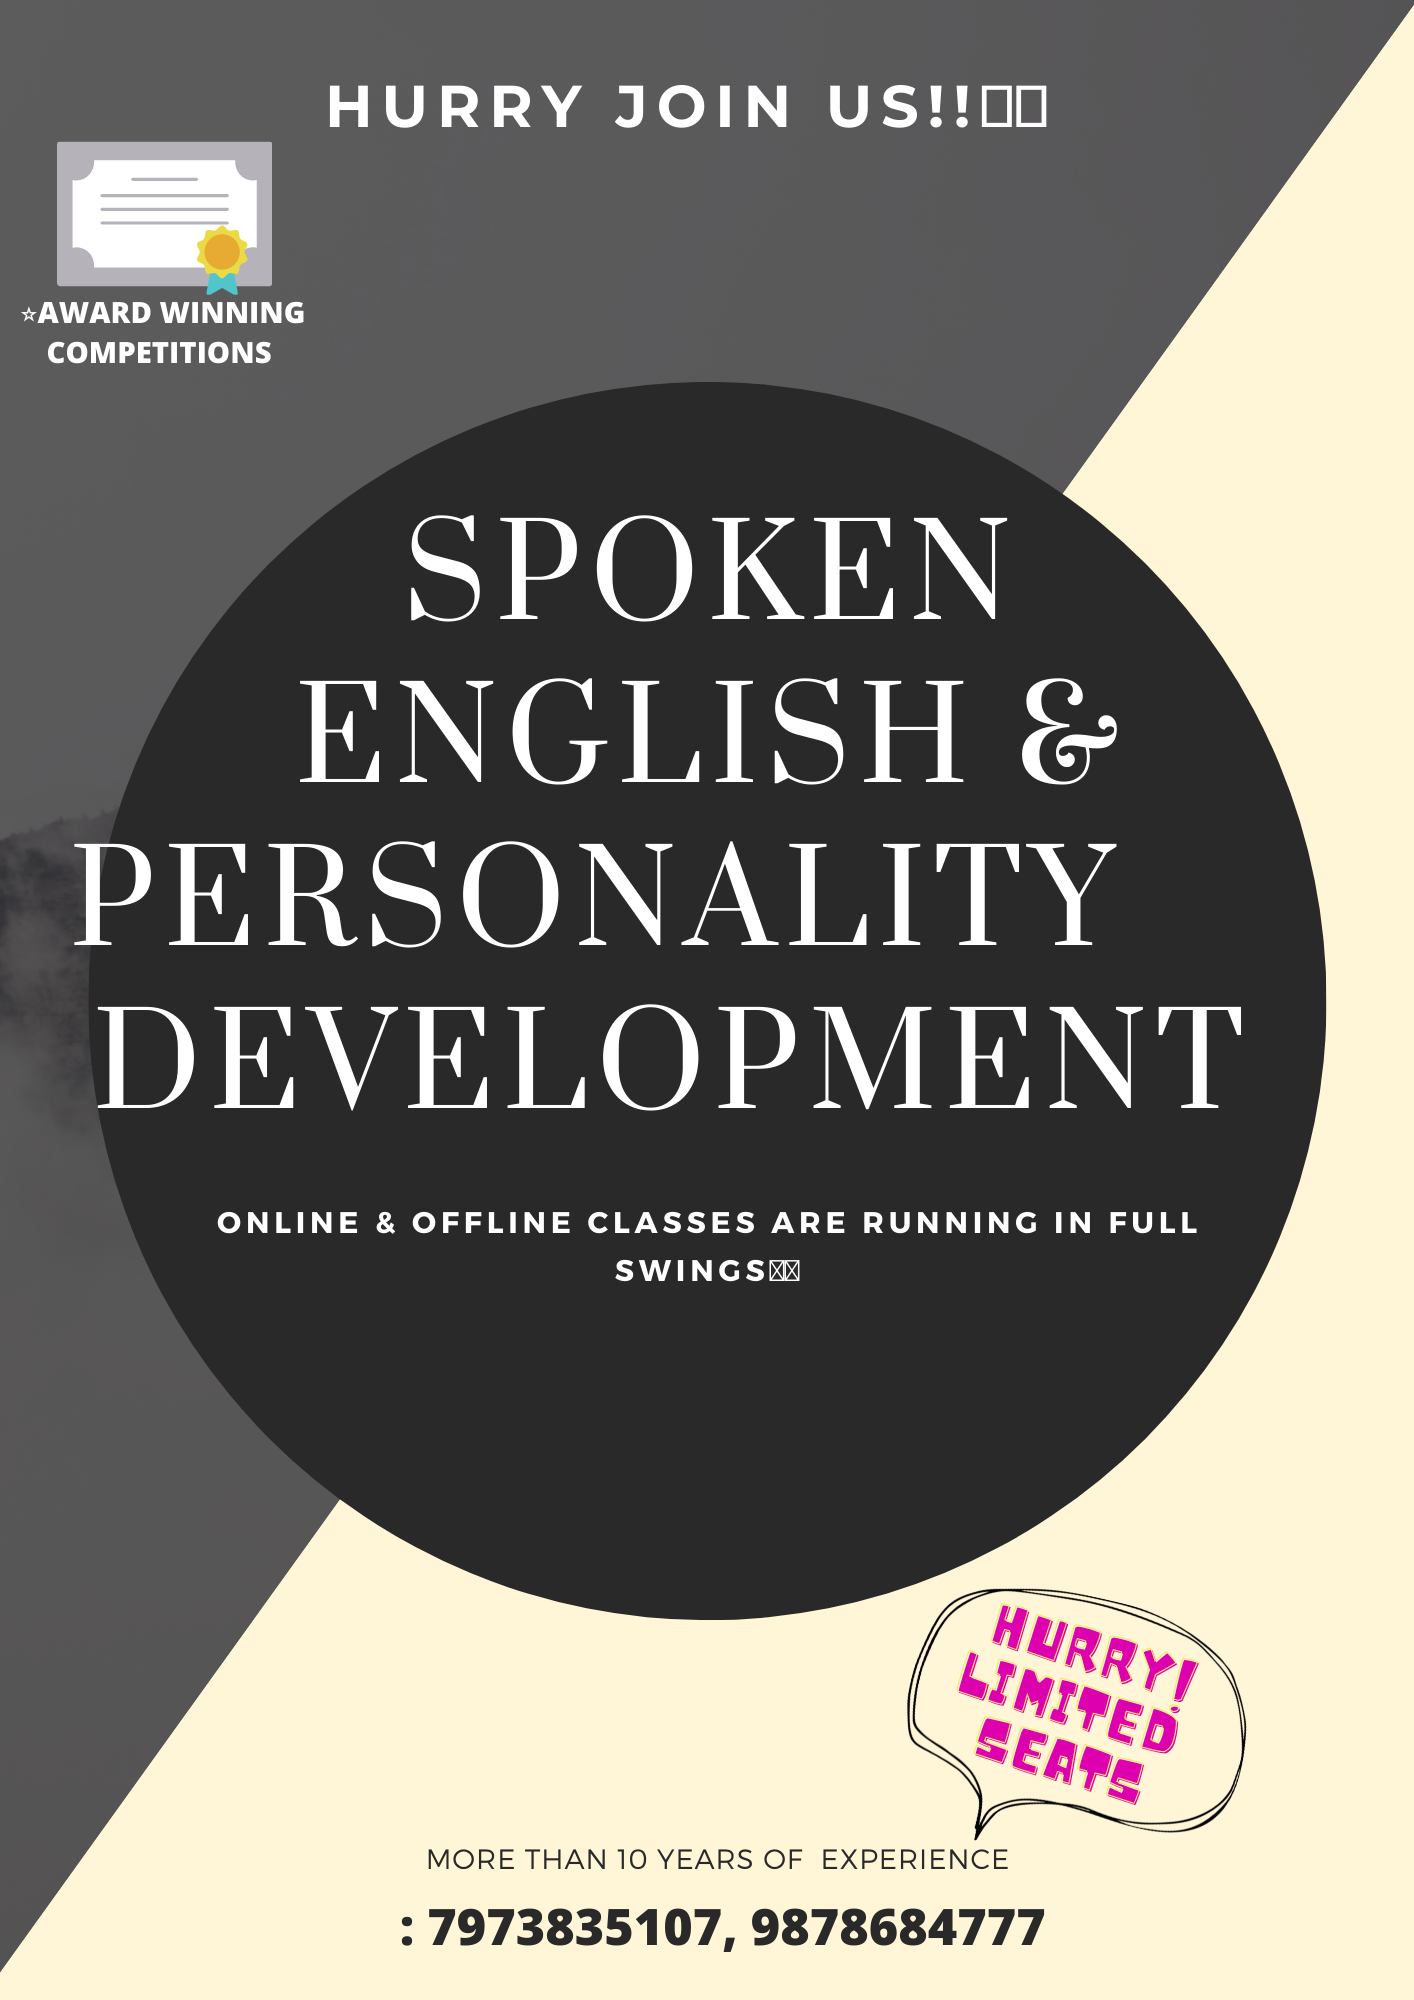 HURRY JOIN US!!
☆AWARD WINNING
COMPETITIONS
SPOKEN
ENGLISH &
PERSONALITY
DEVELOPMENT
ONLINE & OFFLINE CLASSES ARE RUNNING IN FULL
SWINGS
HURRY!
LIMITED
SEATS
MORE THAN 10 YEARS OF  EXPERIENCE
: 7973835107, 9878684777